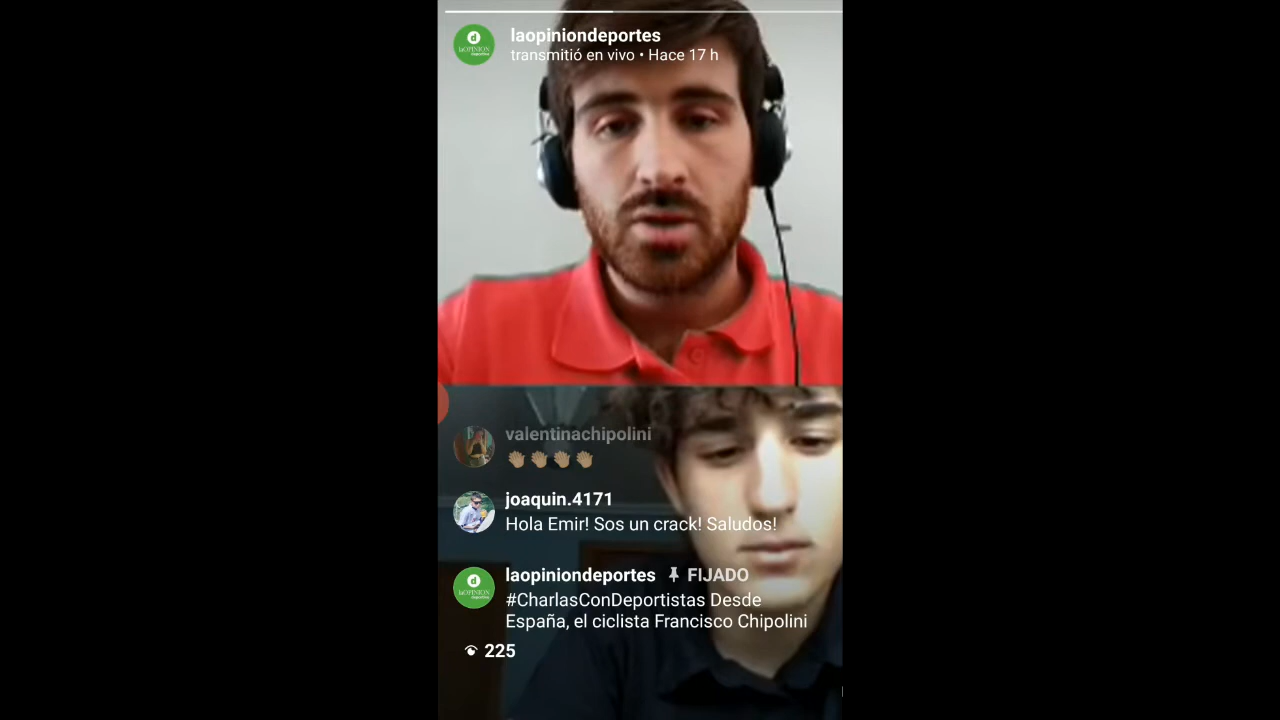 laopiniondeportes
transmitió en vivo • Hace 17 h
valentinachipolini
👏🏼👏🏼👏🏼👏🏼
joaquin.4171
Hola Emir! Sos un crack! Saludos!
laopiniondeportes FIJADO
#CharlasConDeportistas Desde
España, el ciclista Francisco Chipolini
225